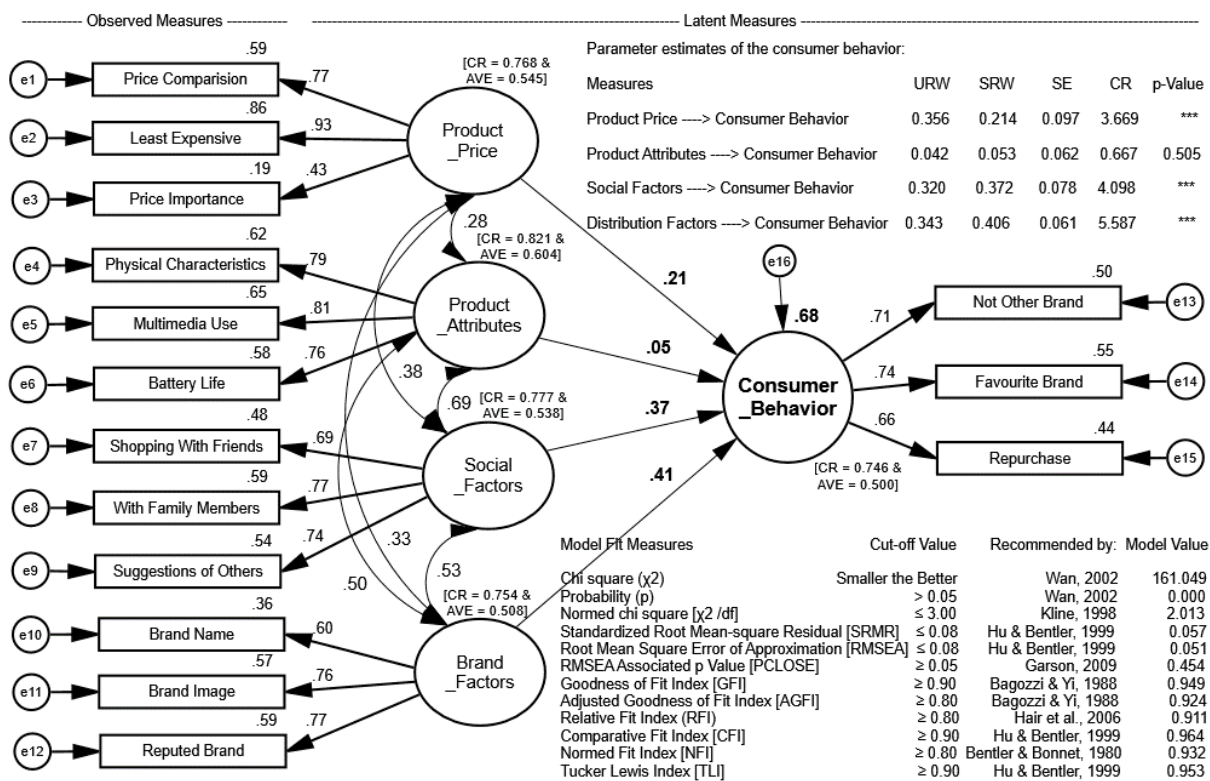 Observed Measures
Latent Measures
Parameter estimates of the consumer behavior:
Measures URW SRW SE CR p-Value
Product Price ----> Consumer Behavior 0.356 0.214 0.097 3.669 ***
Product Attributes ----> Consumer Behavior 0.042 0.053 0.062 0.667 0.505
Social Factors ----> Consumer Behavior 0.320 0.372 0.078 4.098 ***
Distribution Factors ----> Consumer Behavior 0.343 0.406 0.061 5.587 ***
.59
e1 Price Comparision .77
.86
e2 Least Expensive .93
.19
e3 Price Importance .43
[CR = 0.768 &
AVE = 0.545]
Product
_Price
.62
e4 Physical Characteristics .79
.65
e5 Multimedia Use .81
.58
e6 Battery Life .76
.28
[CR = 0.821 &
AVE = 0.604]
Product
_Attributes
.48
e7 Shopping With Friends .69
.59
e8 With Family Members .77
.54
e9 Suggestions of Others .74
.38
.69
[CR = 0.777 &
AVE = 0.538]
Social
_Factors
.36
e10 Brand Name .60
.57
e11 Brand Image .76
.59
e12 Reputed Brand .77
.50
.33
.53
[CR = 0.754 &
AVE = 0.508]
Brand
_Factors
.21
.05
.37
.41
e16
.68
Consumer
_Behavior
[CR = 0.746 &
AVE = 0.500]
.50
.71 Not Other Brand e13
.55
.74 Favourite Brand e14
.44
.66 Repurchase e15
Model Fit Measures Cut-off Value Recommended by: Model Value
Chi square (χ2) Smaller the Better Wan, 2002 161.049
Probability (p) > 0.05 Wan, 2002 0.000
Normed chi square [χ2 /df] ≤ 3.00 Kline, 1998 2.013
Standardized Root Mean-square Residual [SRMR] ≤ 0.08 Hu & Bentler, 1999 0.057
Root Mean Square Error of Approximation [RMSEA] ≤ 0.08 Hu & Bentler, 1999 0.051
RMSEA Associated p Value [PCLOSE] ≥ 0.05 Garson, 2009 0.454
Goodness of Fit Index [GFI] ≥ 0.90 Bagozzi & Yi, 1988 0.949
Adjusted Goodness of Fit Index [AGFI] ≥ 0.80 Bagozzi & Yi, 1988 0.924
Relative Fit Index (RFI) ≥ 0.80 Hair et al., 2006 0.911
Comparative Fit Index [CFI] ≥ 0.90 Hu & Bentler, 1999 0.964
Normed Fit Index [NFI] ≥ 0.80 Bentler & Bonnet, 1980 0.932
Tucker Lewis Index [TLI] ≥ 0.90 Hu & Bentler, 1999 0.953